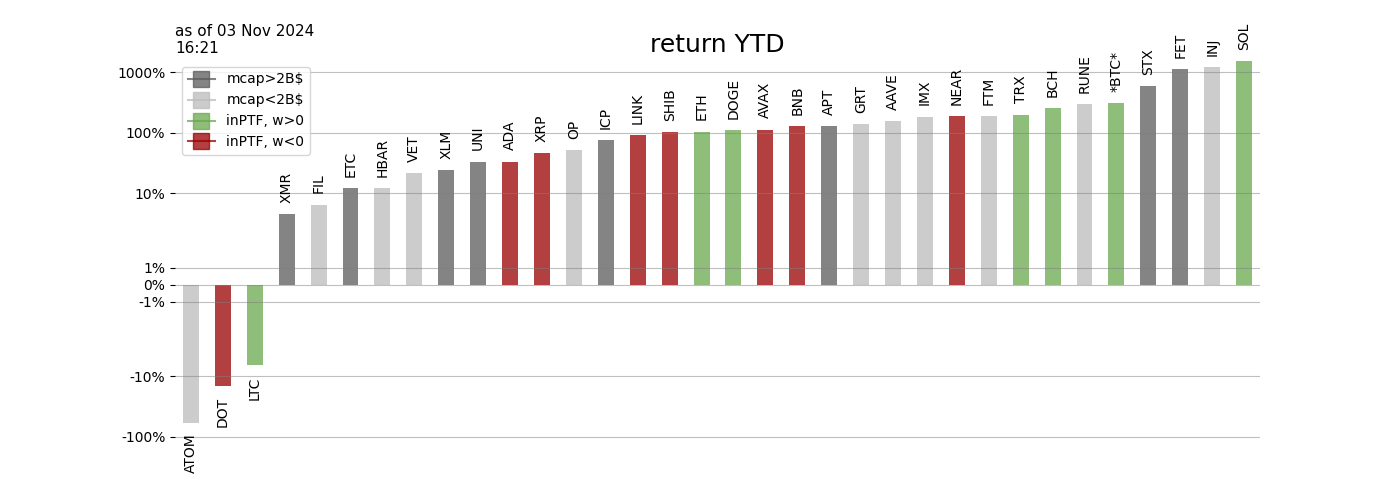 as of 03 Nov 2024
16:21
return YTD
mcap>2B$
mcap<2B$
inPTF, w>0
inPTF, w<0
1000%
100%
10%
1%
0%
-1%
-10%
-100%
ATOM
DOT
LTC
XMR
FIL
ETC
HBAR
VET
XLM
UNI
ADA
XRP
OP
ICP
LINK
SHIB
ETH
DOGE
AVAX
BNB
APT
GRT
AAVE
IMX
NEAR
FTM
TRX
BCH
RUNE
*BTC*
STX
FET
INJ
SOL